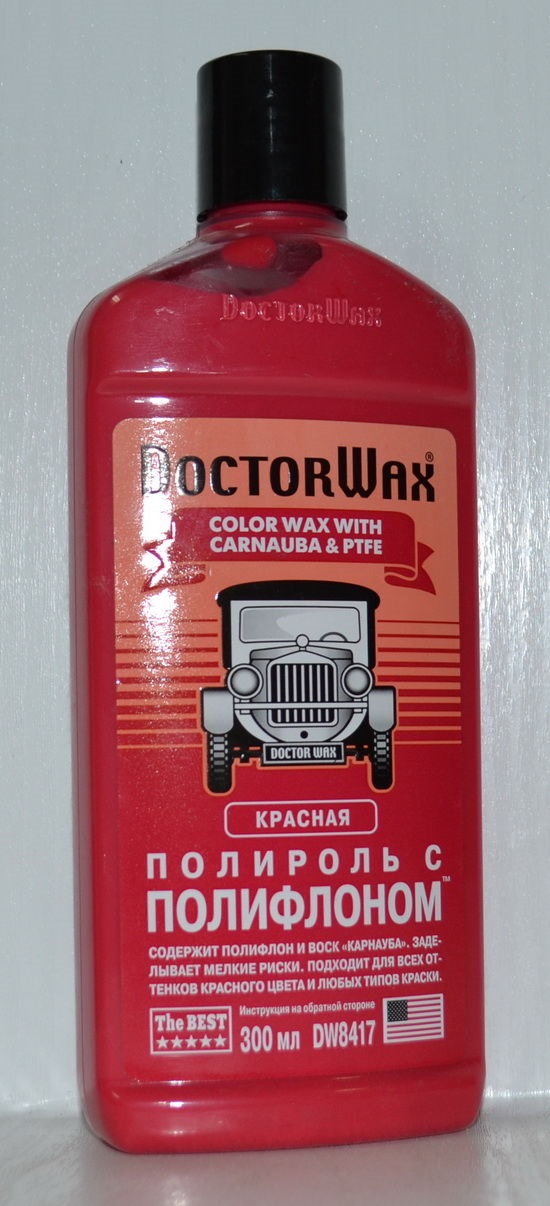 DOCTORWAX
DOCTORWAX®
COLOR WAX WITH
CARNAUBA & PTFE
DOCTOR WAX
КРАСНАЯ
ПОЛИРОЛЬ С
ПОЛИФЛОНОМ™
СОДЕРЖИТ ПОЛИФЛОН И ВОСК «КАРНАУБА». ЗАДЕ-
ЛЫВАЕТ МЕЛКИЕ РИСКИ. ПОДХОДИТ ДЛЯ ВСЕХ ОТ-
ТЕНКОВ КРАСНОГО ЦВЕТА И ЛЮБЫХ ТИПОВ КРАСКИ.
Инструкция на обратной стороне
The BEST
300 мл DW8417